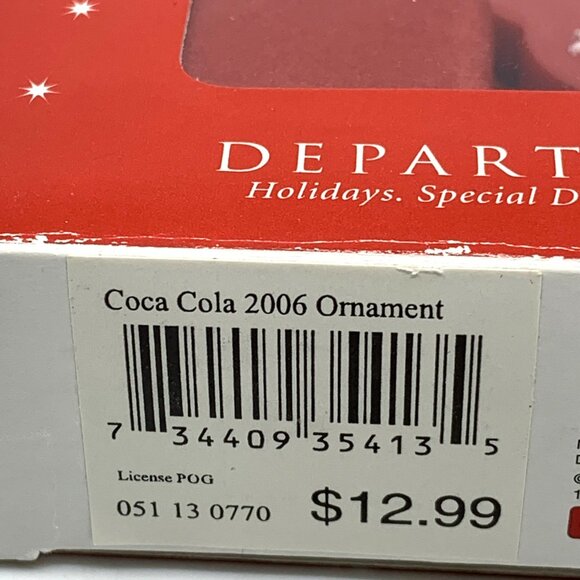 DEPART
Holidays. Special D
Coca Cola 2006 Ornament
7 34409 35413 5
License POG
051 13 0770 $12.99